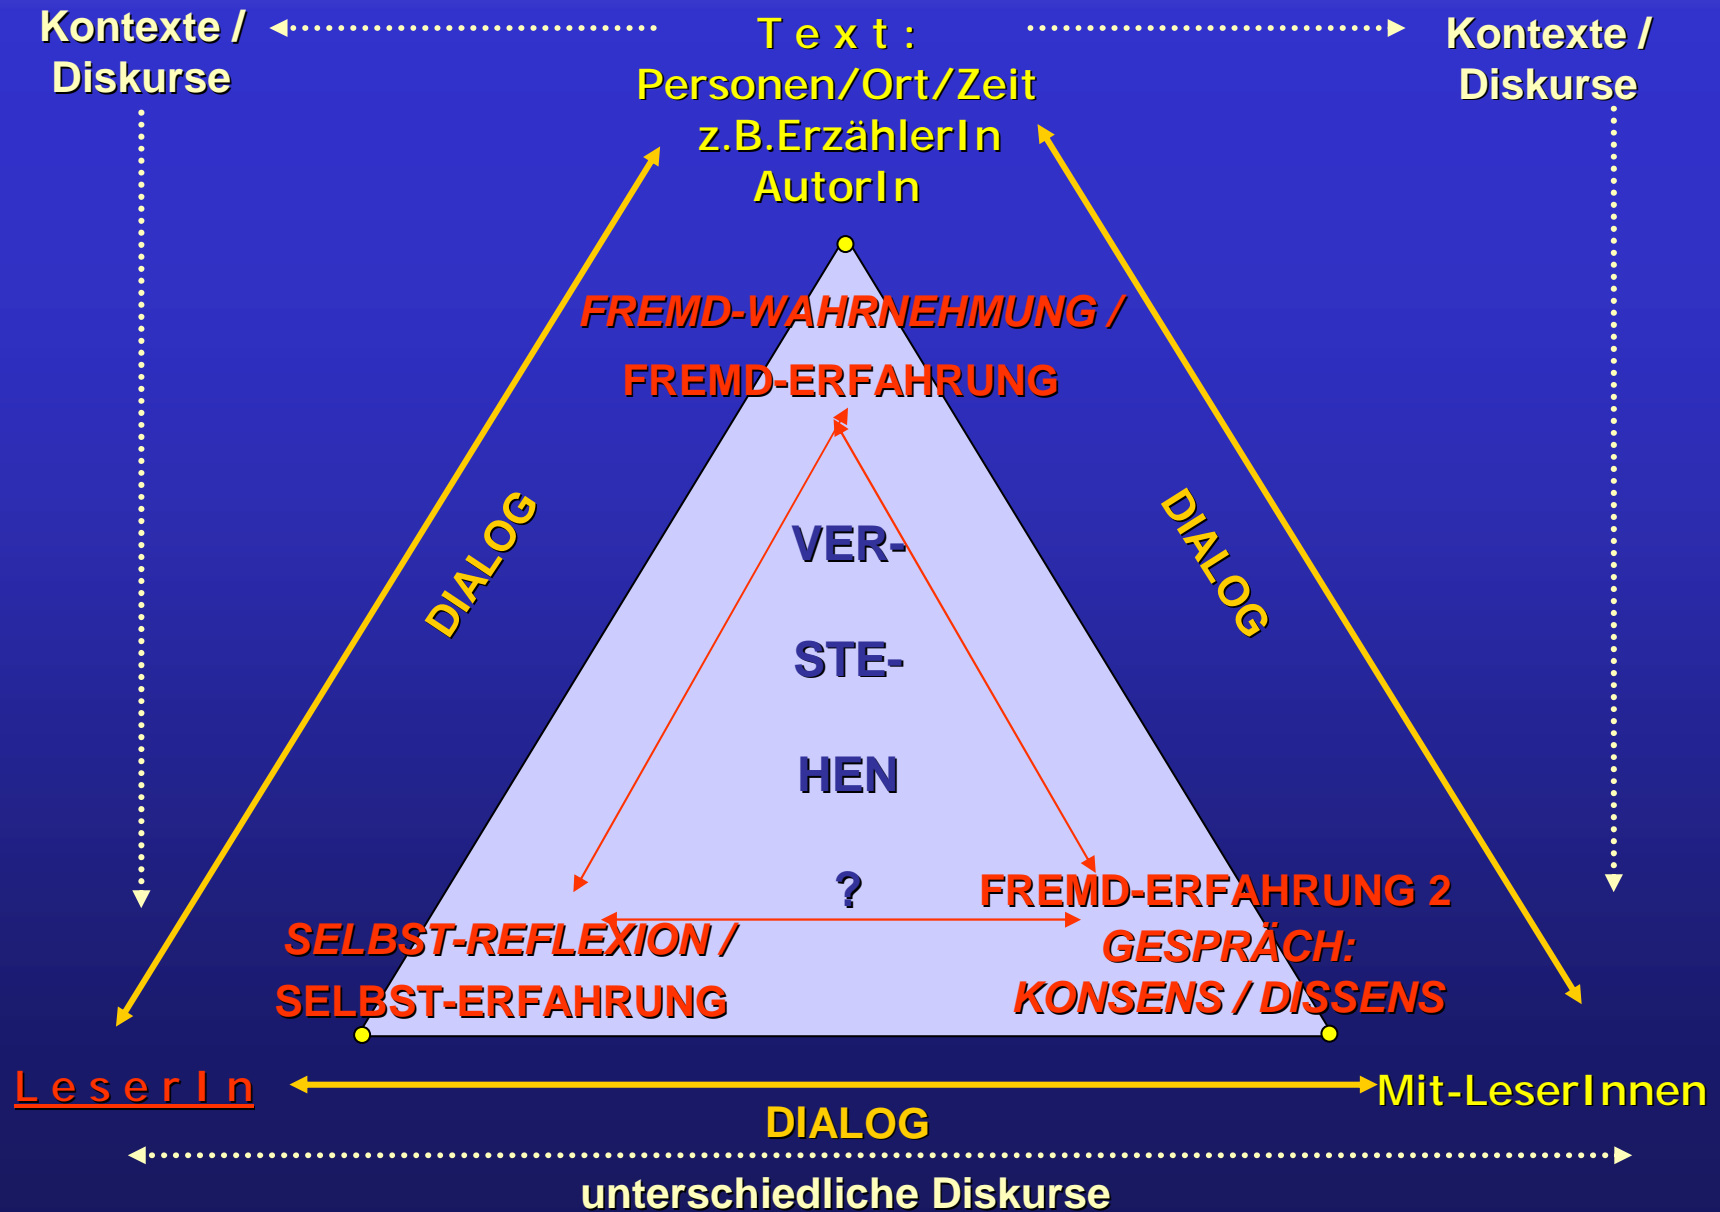 Kontexte /
Diskurse
T e x t :
Personen/Ort/Zeit
z.B.ErzählerIn
AutorIn
Kontexte /
Diskurse
FREMD-WAHRNEHMUNG /
FREMD-ERFAHRUNG
DIALOG
DIALOG
VER-
STE-
HEN
?
SELBST-REFLEXION /
SELBST-ERFAHRUNG
FREMD-ERFAHRUNG 2
GESPRÄCH:
KONSENS / DISSENS
L e s e r I n
Mit-LeserInnen
DIALOG
unterschiedliche Diskurse